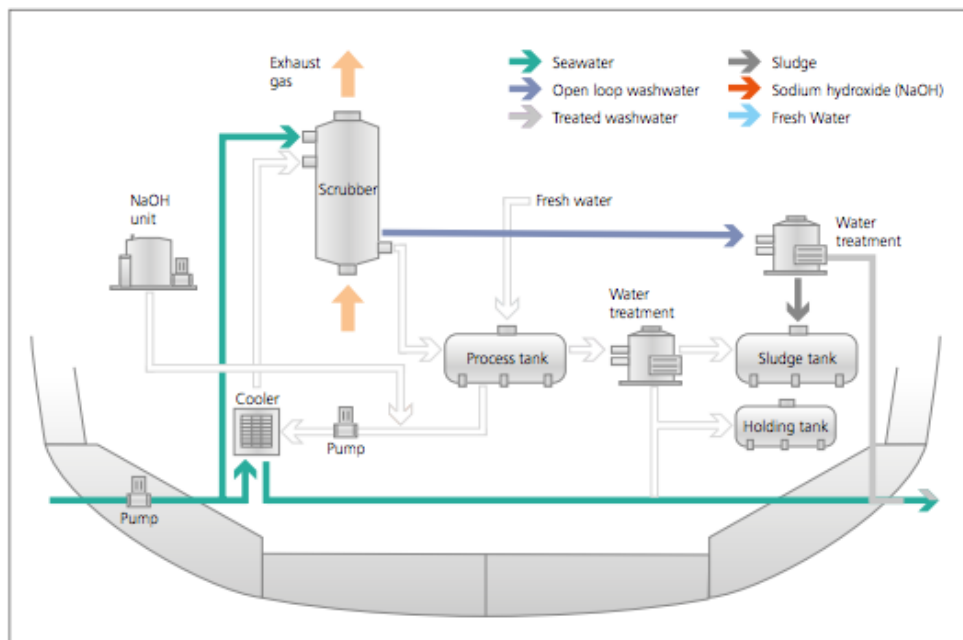 Exhaust
gas
Seawater
Open loop washwater
Treated washwater
Sludge
Sodium hydroxide (NaOH)
Fresh Water
Scrubber
NaOH
unit
Fresh water
Water
treatment
Water
treatment
Process tank
Sludge tank
Cooler
Pump
Holding tank
Pump